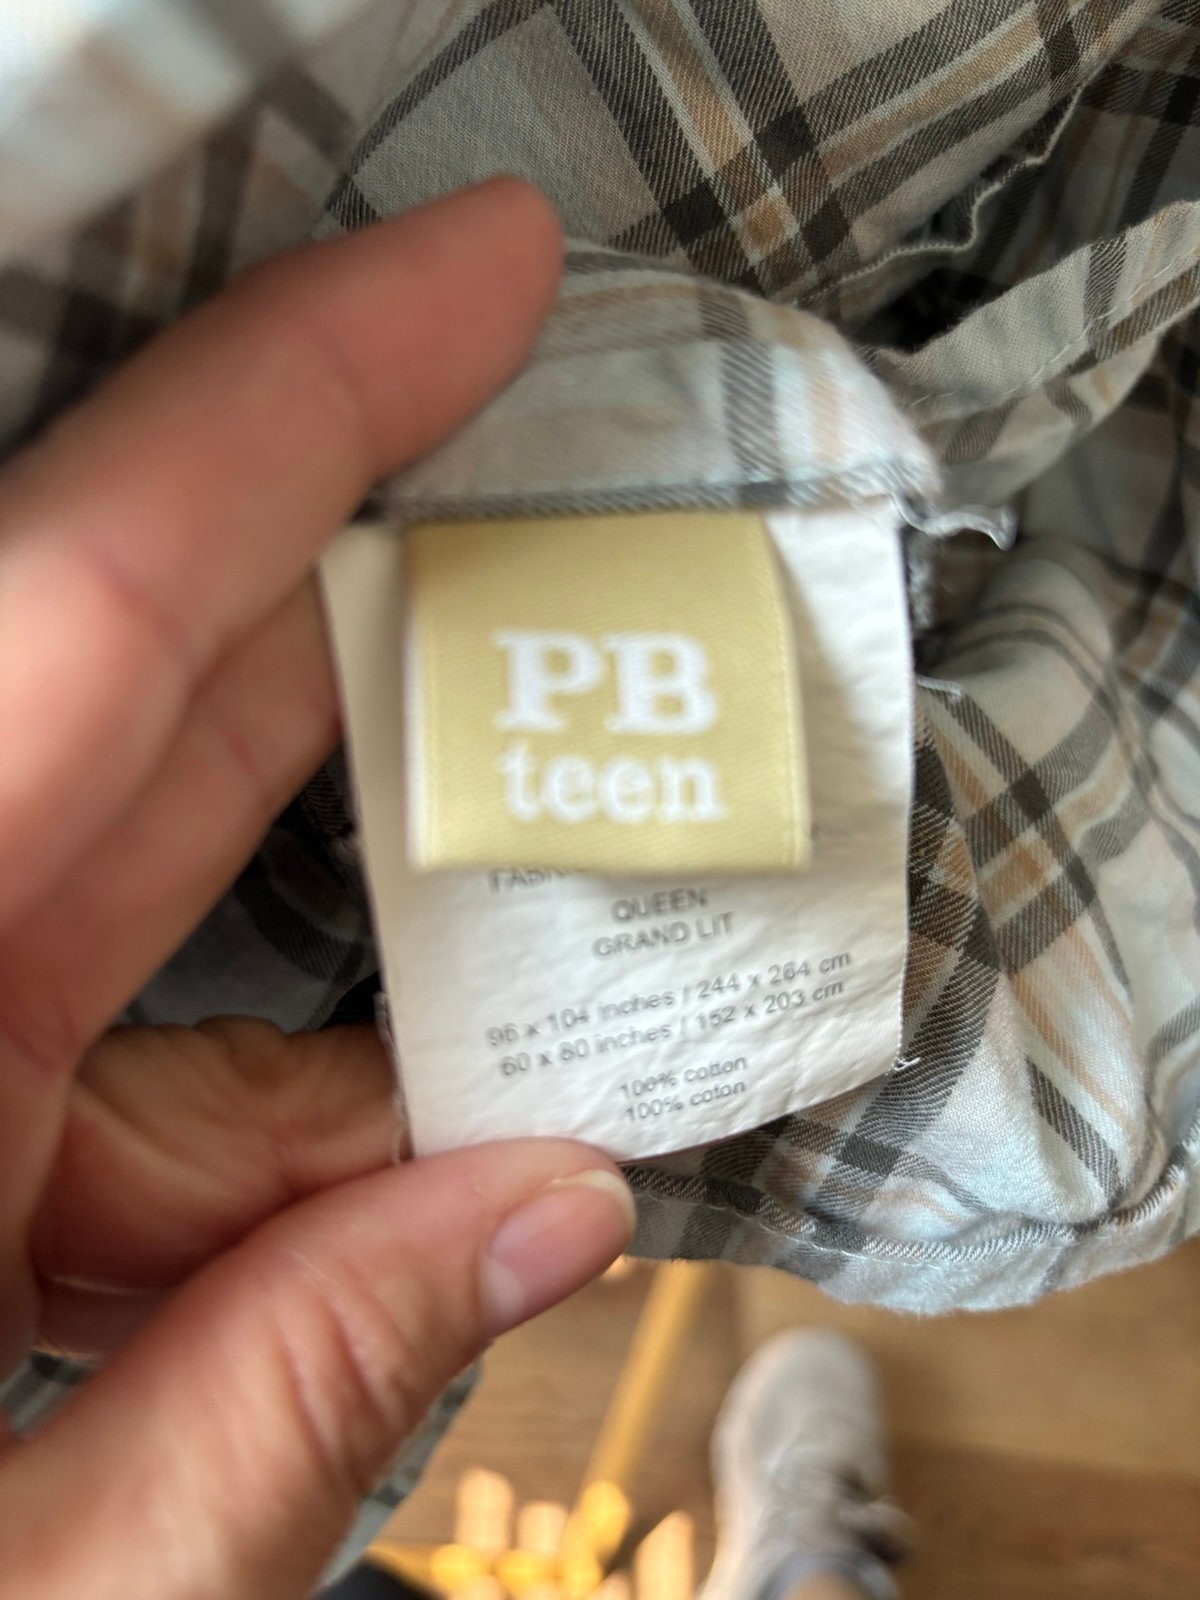 PB
teen
QUEEN
GRAND LIT
96 x 104 inches / 244 x 264 cm
60 x 80 inches / 152 x 203 cm
100% cotton
100% coton